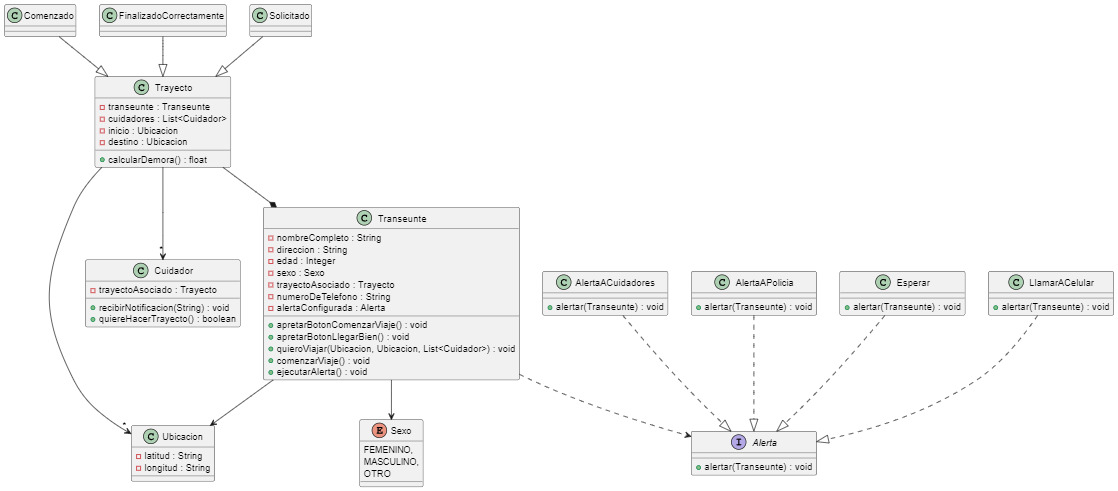 C Comenzado
C FinalizadoCorrectamente
C Solicitado
C Trayecto
transeunte : Transeunte
cuidadores : List<Cuidador>
inicio : Ubicacion
destino : Ubicacion
calcularDemora() : float
C Transeunte
nombreCompleto : String
direccion : String
edad : Integer
sexo : Sexo
trayectoAsociado : Trayecto
numeroDeTelefono : String
alertaConfigurada : Alerta
apretarBotonComenzarViaje() : void
apretarBotonLlegarBien() : void
quieroViajar(Ubicacion, Ubicacion, List<Cuidador>) : void
comenzarViaje() : void
ejecutarAlerta() : void
*
C Cuidador
trayectoAsociado : Trayecto
recibirNotificacion(String) : void
quiereHacerTrayecto() : boolean
C AlertaACuidadores
alertar(Transeunte) : void
C AlertaAPolicia
alertar(Transeunte) : void
C Esperar
alertar(Transeunte) : void
C LlamarACelular
alertar(Transeunte) : void
*
C Ubicacion
latitud : String
longitud : String
E Sexo
FEMENINO,
MASCULINO,
OTRO
I Alerta
alertar(Transeunte) : void